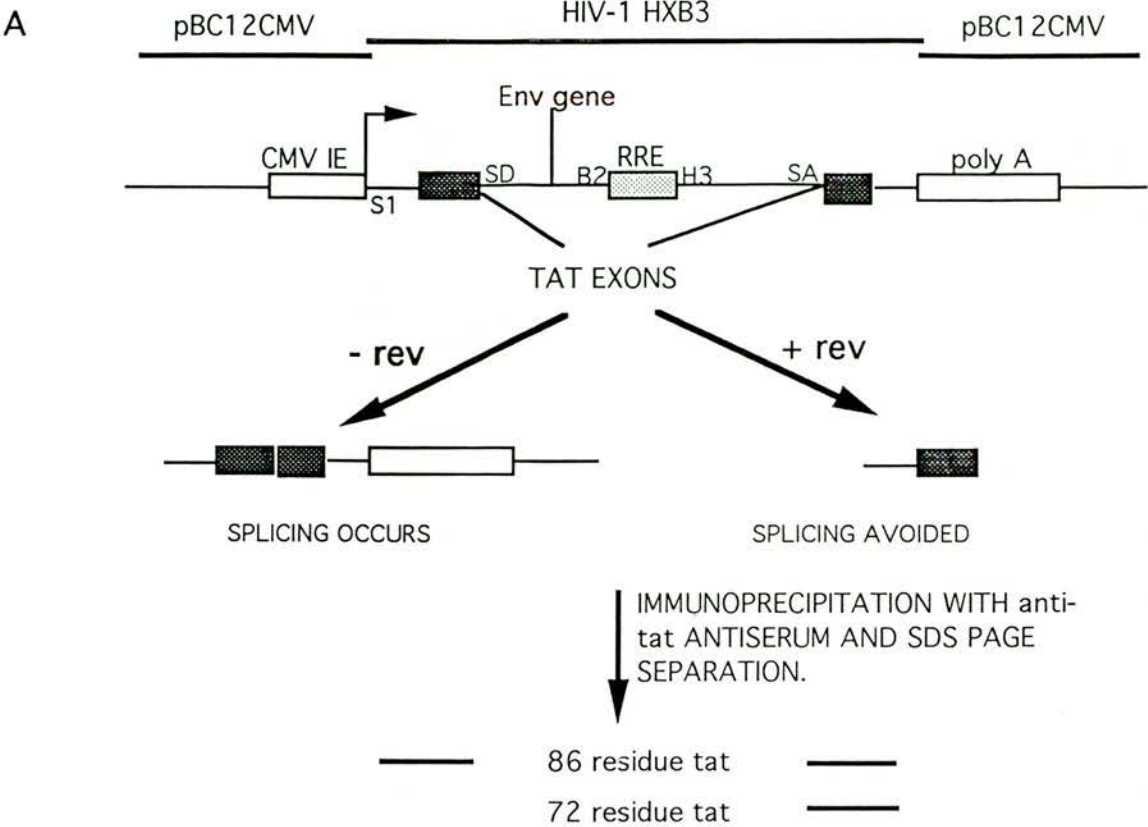 A
pBC12CMV
HIV-1 HXB3
pBC12CMV
Env gene
CMV IE
SD
B2
RRE
H3
SA
poly A
S1
TAT EXONS
- rev
+ rev
SPLICING OCCURS
SPLICING AVOIDED
IMMUNOPRECIPITATION WITH anti-
tat ANTISERUM AND SDS PAGE
SEPARATION.
86 residue tat
72 residue tat